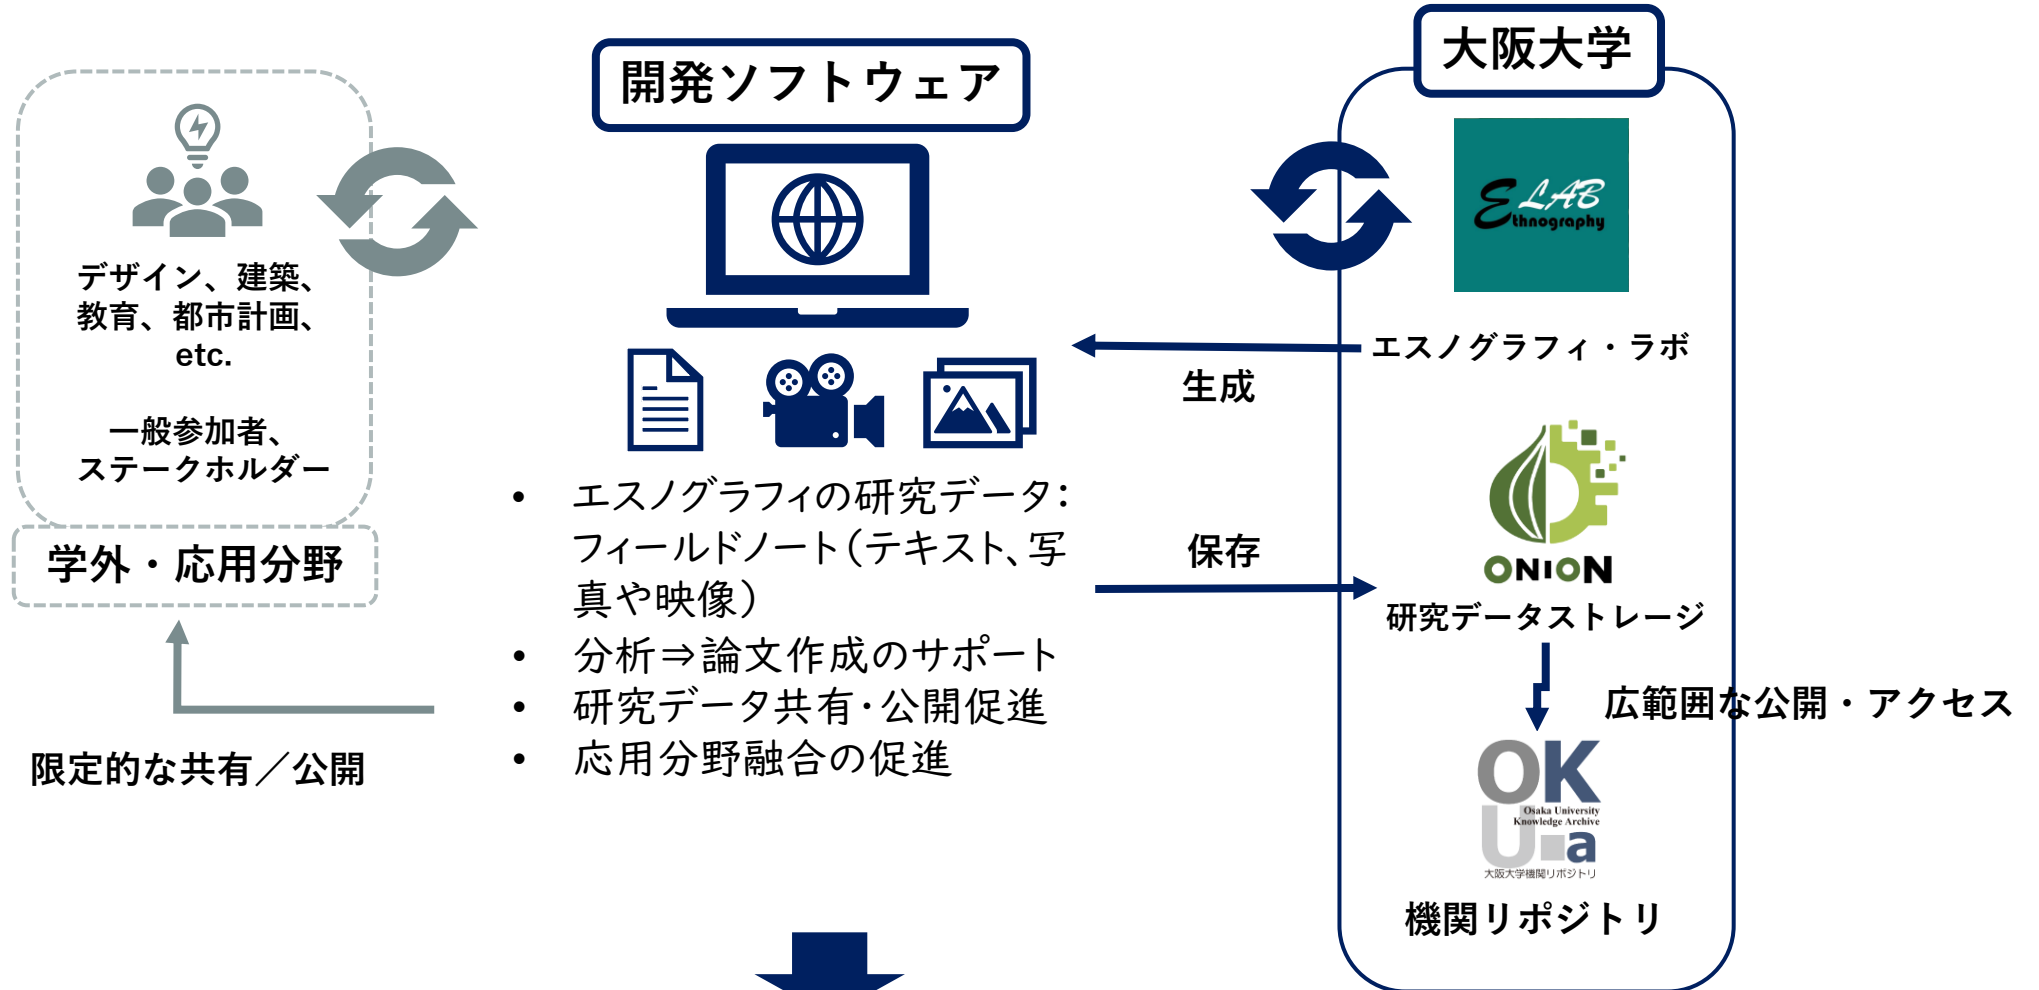 デザイン、建築、
教育、都市計画、
etc.
一般参加者、
ステークホルダー
学外・応用分野
限定的な共有／公開
開発ソフトウェア
• エスノグラフィの研究データ：
フィールドノート（テキスト、写
真や映像）
• 分析⇒論文作成のサポート
• 研究データ共有・公開促進
• 応用分野融合の促進
生成
保存
大阪大学
E LAB
Ethnography
エスノグラフィ・ラボ
ONION
研究データストレージ
広範囲な公開・アクセス
OK
Osaka University
Knowledge Archive
U a
大阪大学機関リポジトリ
機関リポジトリ